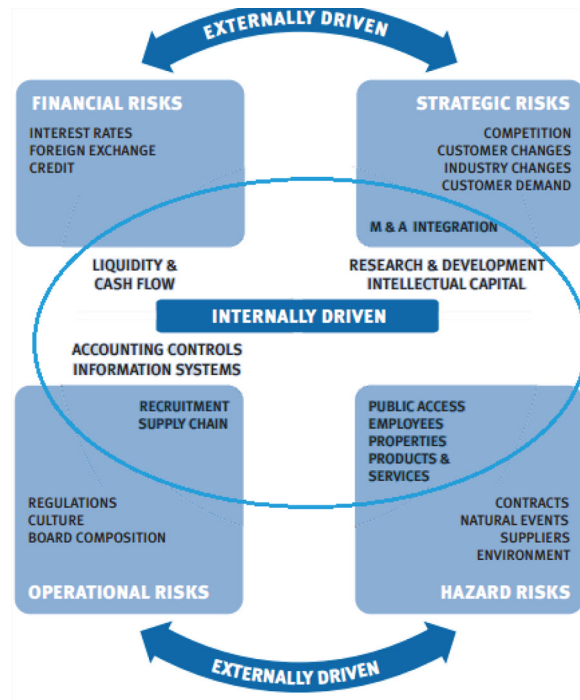 EXTERNALLY DRIVEN
FINANCIAL RISKS
INTEREST RATES
FOREIGN EXCHANGE
CREDIT
STRATEGIC RISKS
COMPETITION
CUSTOMER CHANGES
INDUSTRY CHANGES
CUSTOMER DEMAND
M & A INTEGRATION
LIQUIDITY &
CASH FLOW
RESEARCH & DEVELOPMENT
INTELLECTUAL CAPITAL
INTERNALLY DRIVEN
ACCOUNTING CONTROLS
INFORMATION SYSTEMS
RECRUITMENT
SUPPLY CHAIN
REGULATIONS
CULTURE
BOARD COMPOSITION
OPERATIONAL RISKS
PUBLIC ACCESS
EMPLOYEES
PROPERTIES
PRODUCTS &
SERVICES
CONTRACTS
NATURAL EVENTS
SUPPLIERS
ENVIRONMENT
HAZARD RISKS
EXTERNALLY DRIVEN